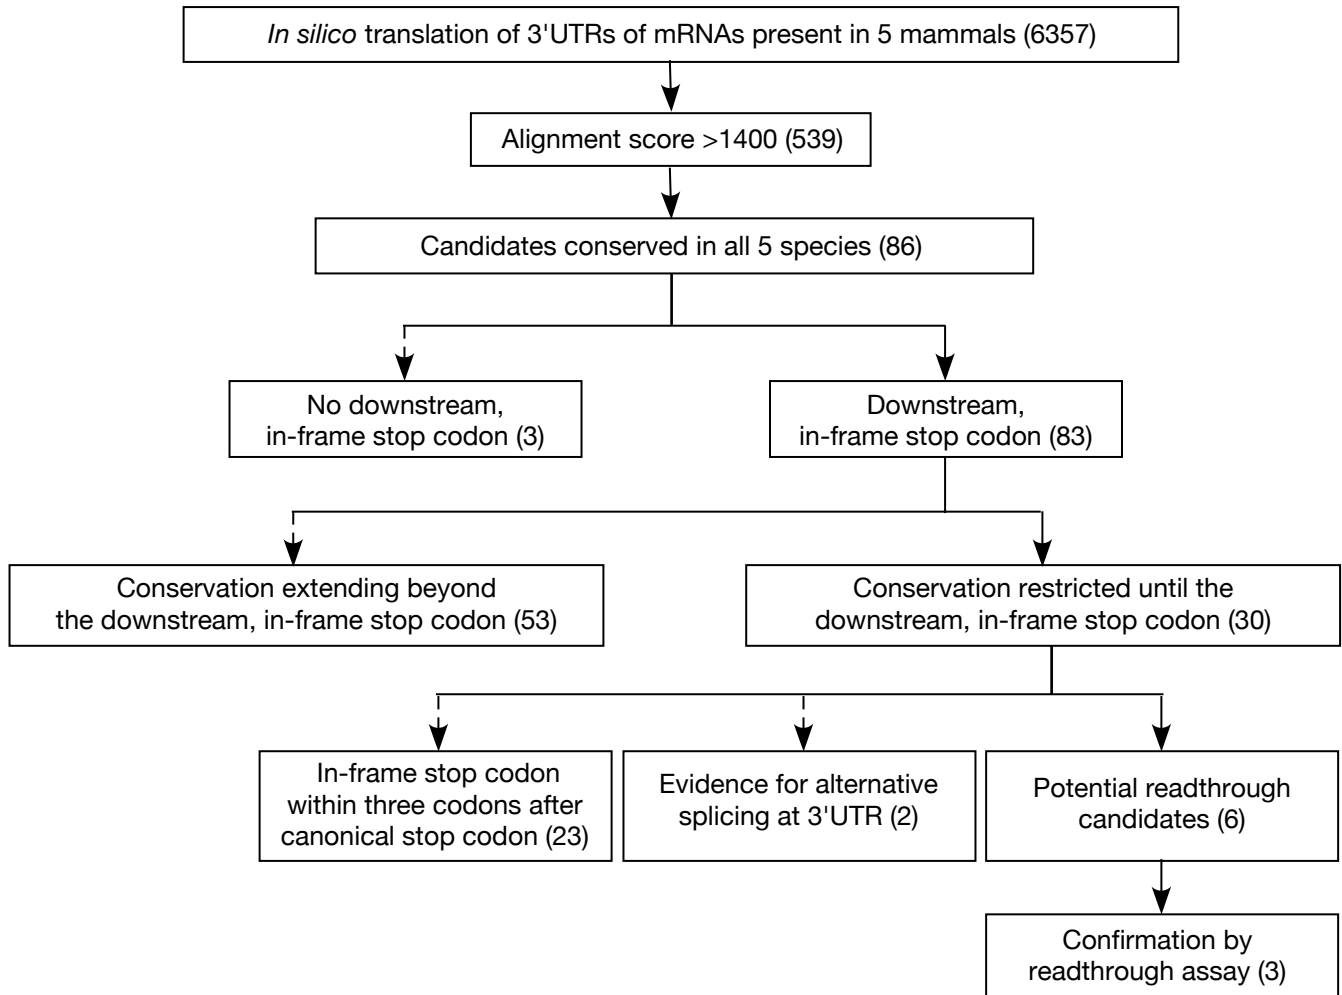 In silico translation of 3'UTRs of mRNAs present in 5 mammals (6357)
Alignment score >1400 (539)
Candidates conserved in all 5 species (86)
No downstream,
in-frame stop codon (3)
Downstream,
in-frame stop codon (83)
Conservation extending beyond
the downstream, in-frame stop codon (53)
Conservation restricted until the
downstream, in-frame stop codon (30)
In-frame stop codon
within three codons after
canonical stop codon (23)
Evidence for alternative
splicing at 3'UTR (2)
Potential readthrough
candidates (6)
Confirmation by
readthrough assay (3)